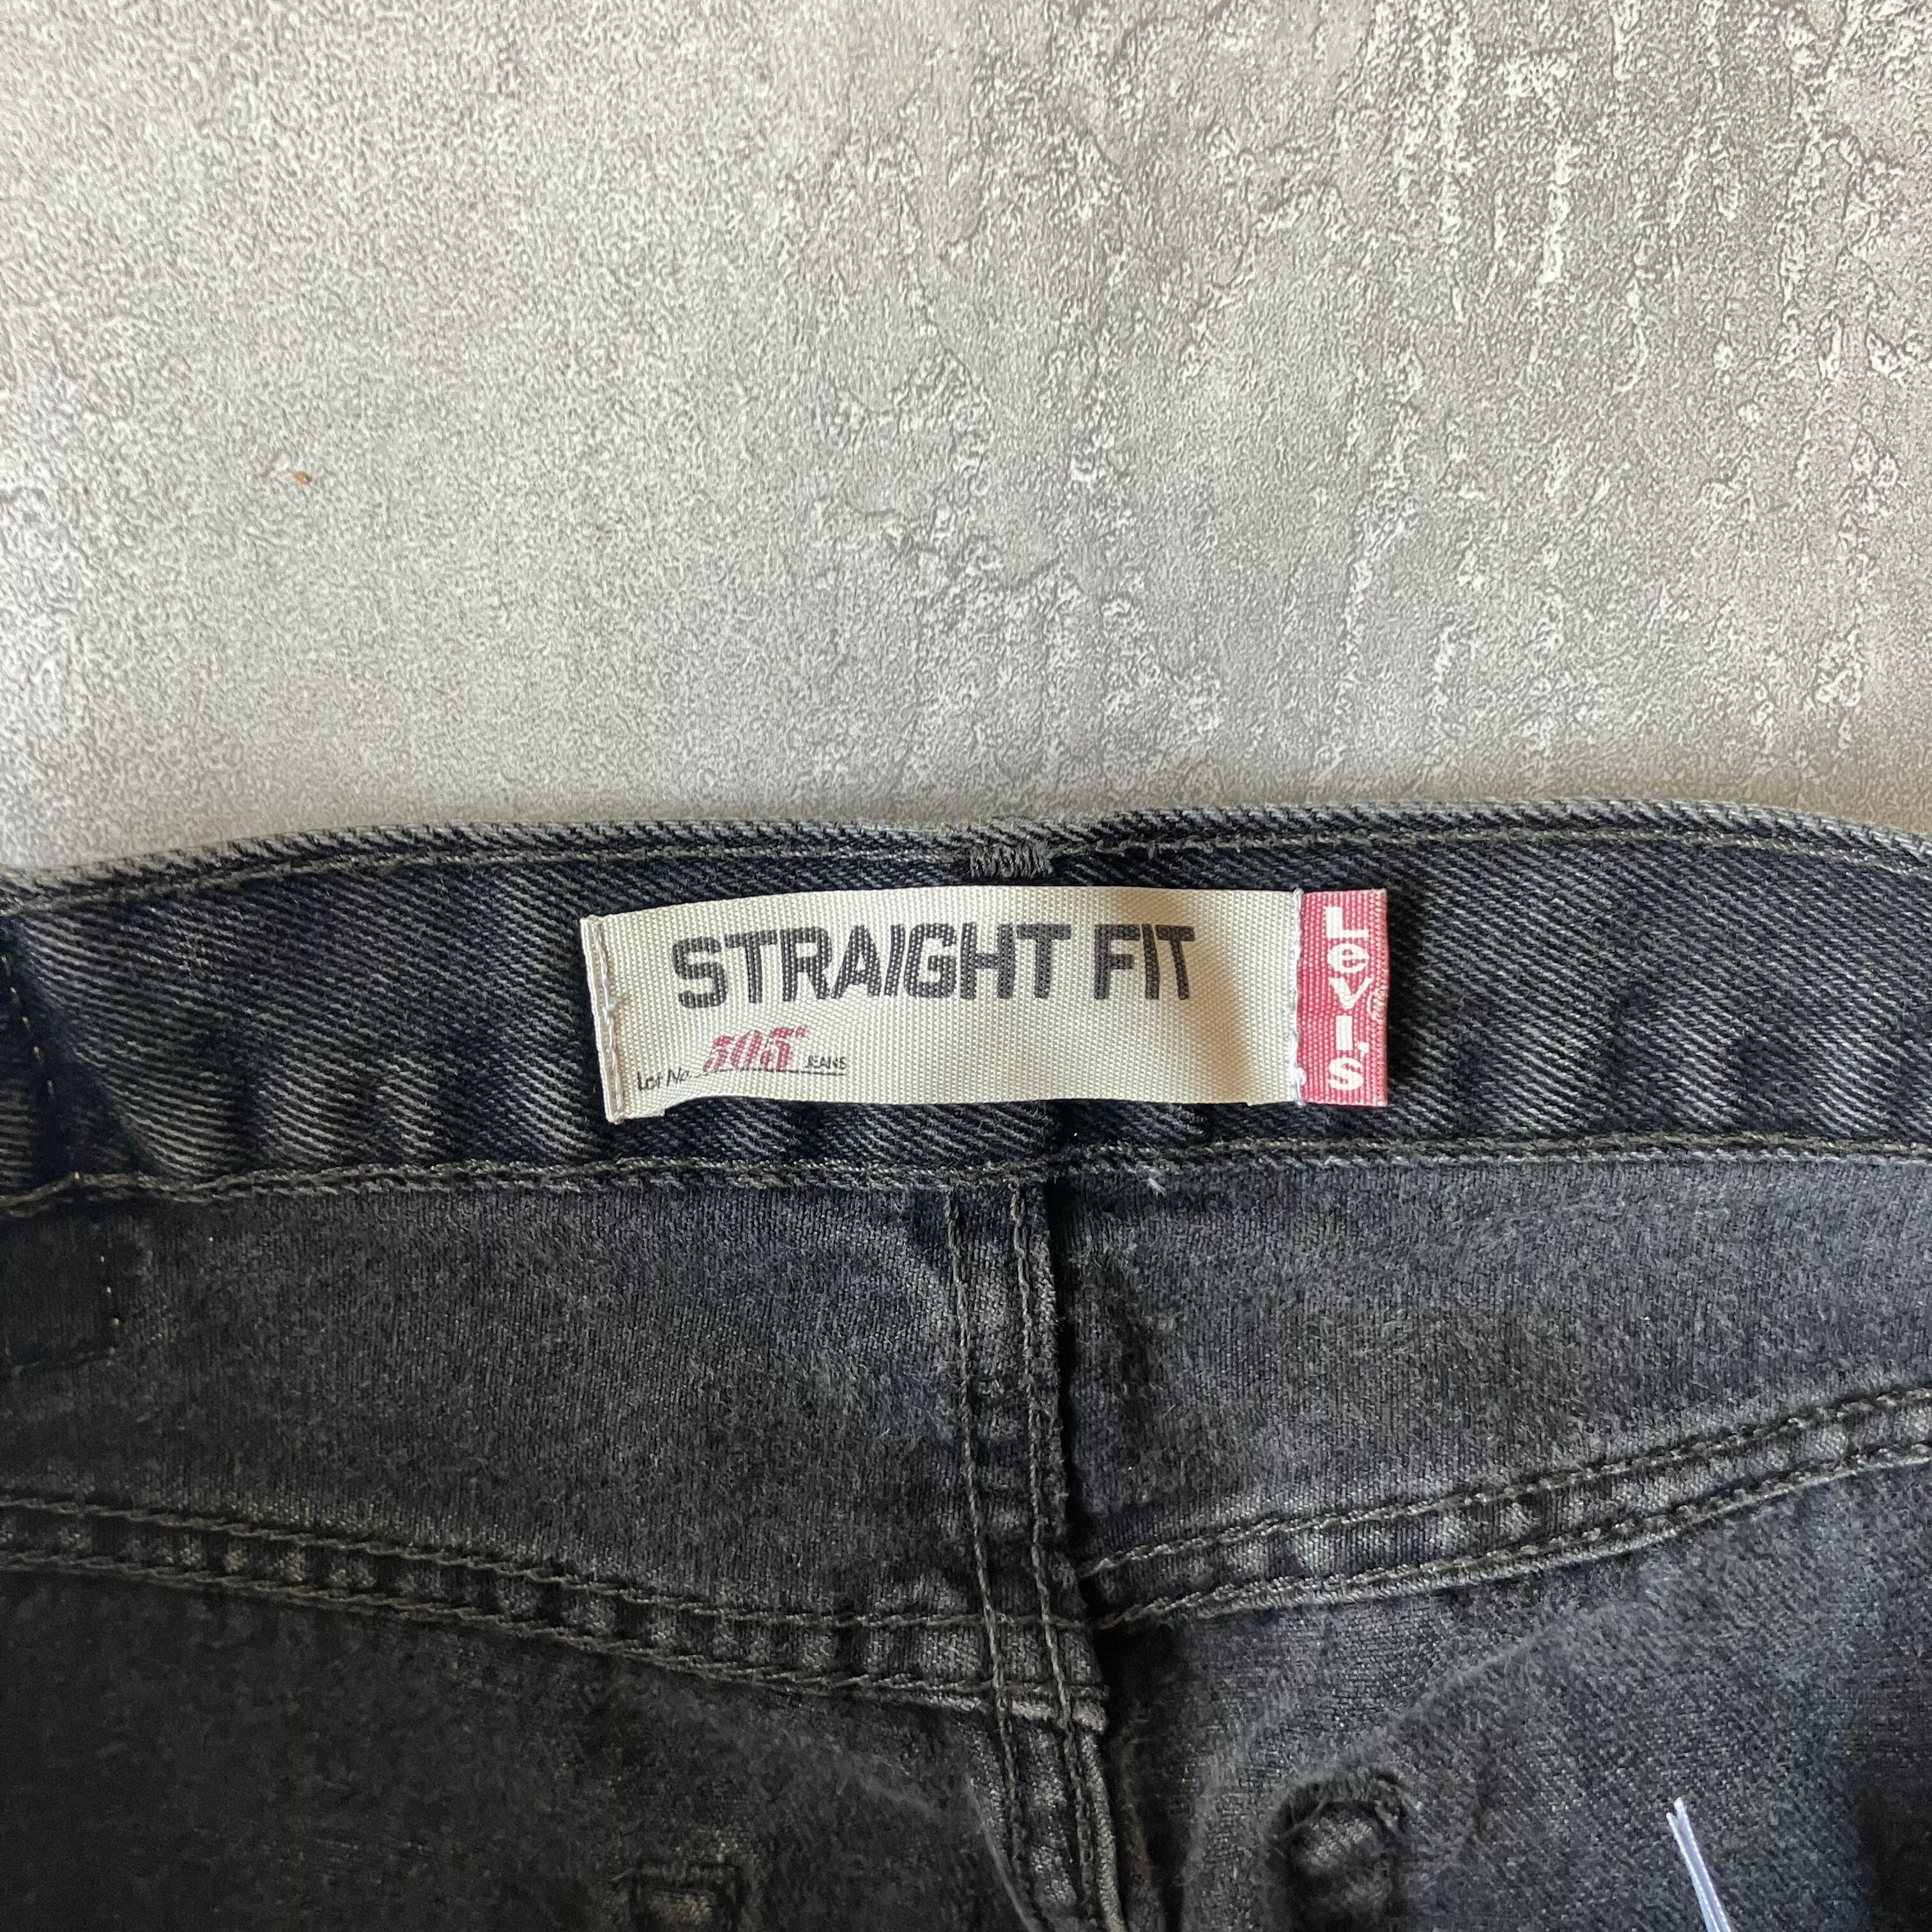 STRAIGHT FIT
Lot No. 505® JEANS
Levi's